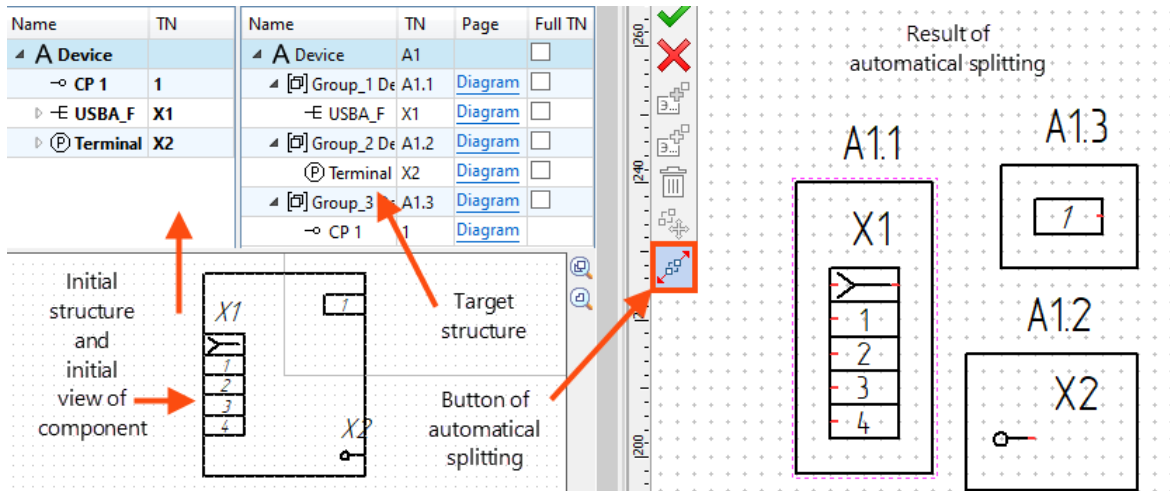 Name TN
A Device
CP 1 1
USBA_F X1
P Terminal X2
Name TN Page Full TN
A Device A1
Group_1 De A1.1 Diagram
USBA_F X1 Diagram
Group_2 De A1.2 Diagram
P Terminal X2 Diagram
Group_3 A1.3 Diagram
CP 1 1 Diagram
Initial
structure
and
initial
view of
component
X1
1
1
2
3
4
X2
Target
structure
Button of
automatical
splitting
|260
|240
|200
Result of
automatical splitting
A1.1
X1
1
2
3
4
A1.3
1
A1.2
X2